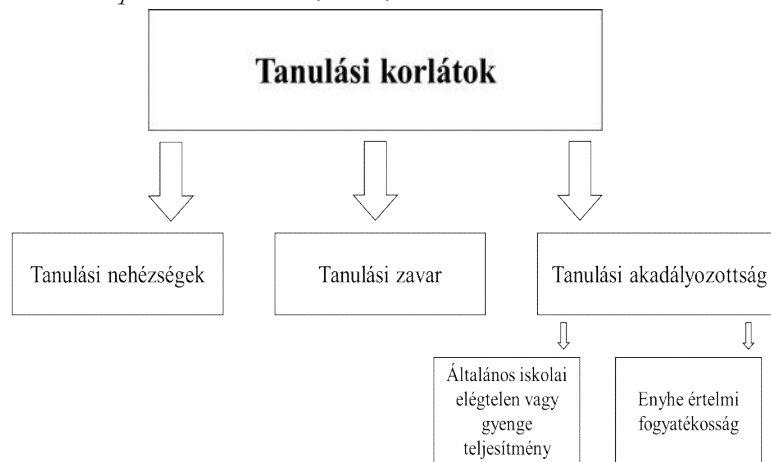 Tanulási korlátok
Tanulási nehézségek
Tanulási zavar
Tanulási akadályozottság
Általános iskolai
elégtelen vagy
gyenge
teljesítmény
Enyhe értelmi
fogyatékosság